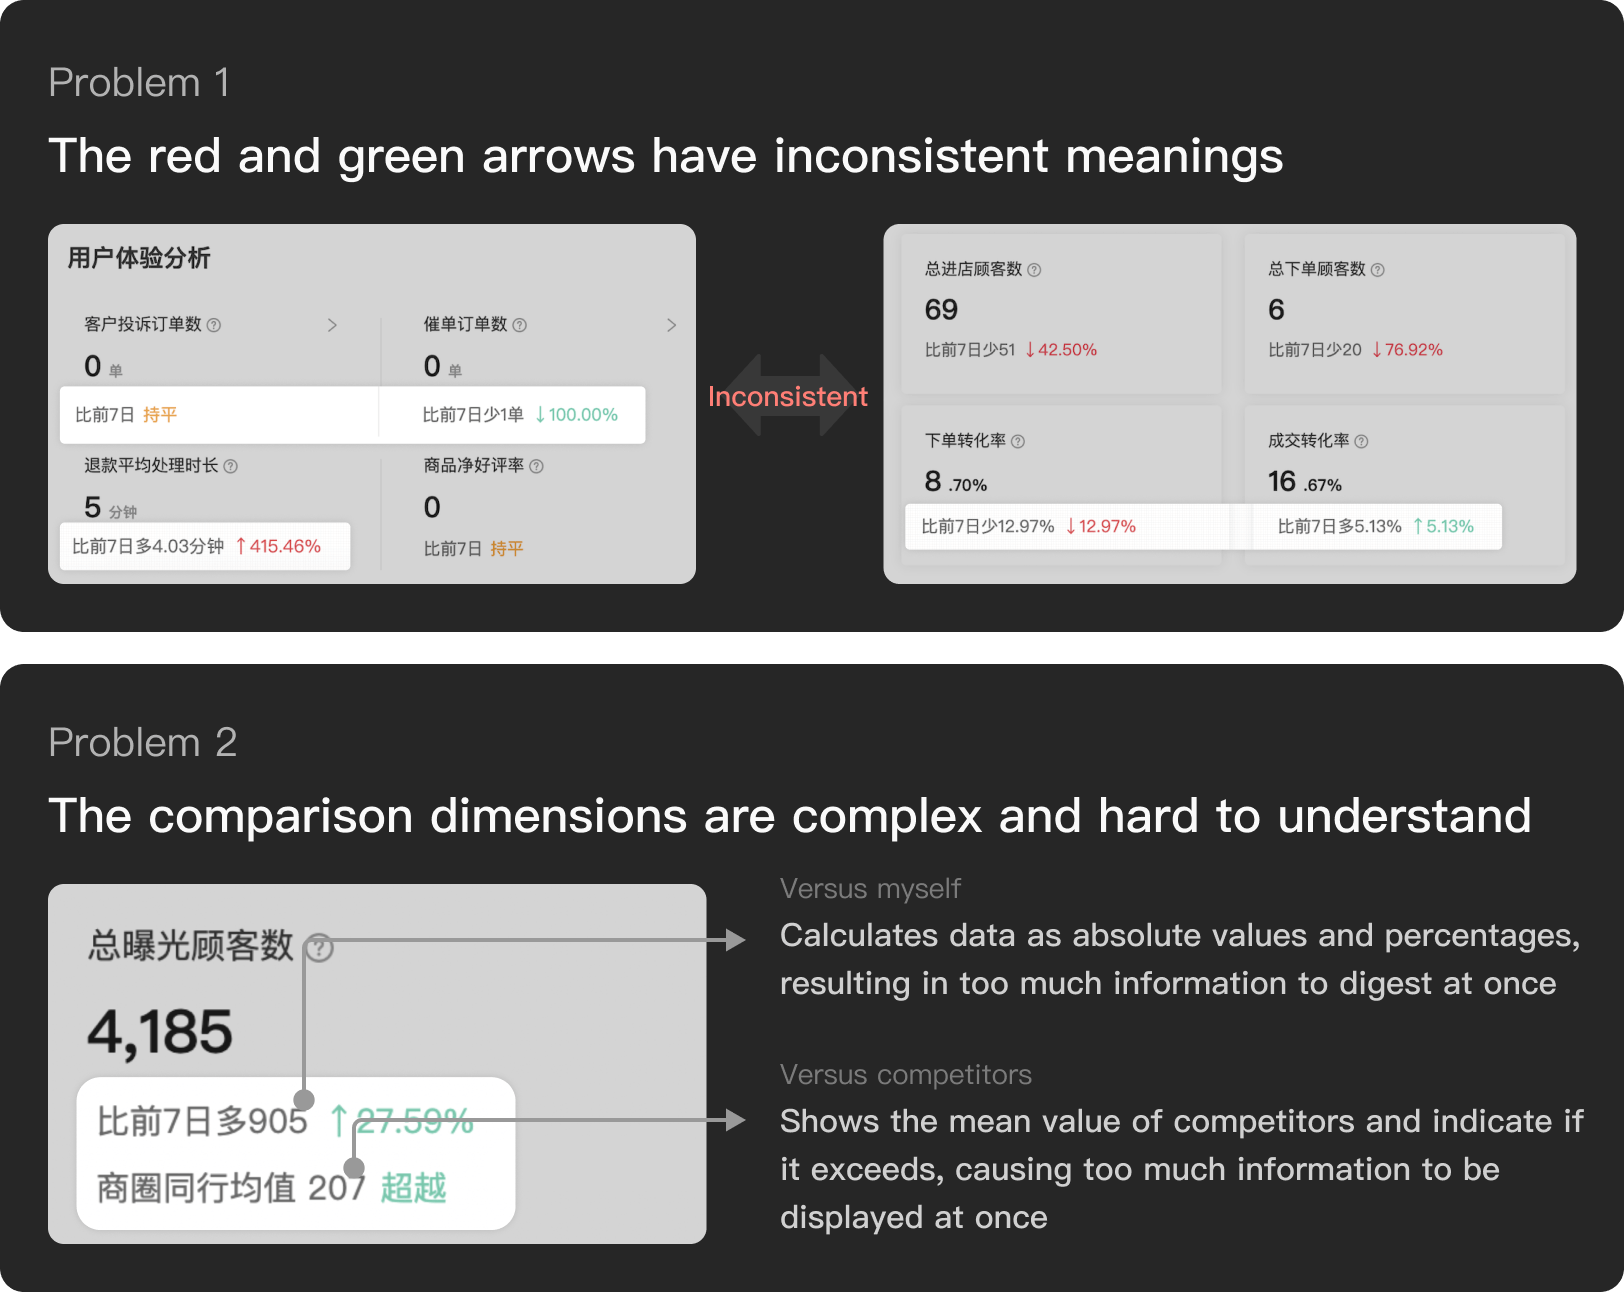 Problem 1
The red and green arrows have inconsistent meanings
用户体验分析
客户投诉订单数 ?
催单订单数 ?
0 单
0 单
比前7日 持平
比前7日少1单 ↓100.00%
退款平均处理时长 ?
商品净好评率 ?
5 分钟
0
比前7日多4.03分钟 ↑415.46%
比前7日 持平
Inconsistent
总进店顾客数 ?
总下单顾客数 ?
69
6
比前7日少51 ↓42.50%
比前7日少20 ↓76.92%
下单转化率 ?
成交转化率 ?
8 .70%
16 .67%
比前7日少12.97% ↓12.97%
比前7日多5.13% ↑5.13%
Problem 2
The comparison dimensions are complex and hard to understand
总曝光顾客数 ?
4,185
比前7日多905 ↑27.59%
商圈同行均值 207 超越
Versus myself
Calculates data as absolute values and percentages,
resulting in too much information to digest at once
Versus competitors
Shows the mean value of competitors and indicate if
it exceeds, causing too much information to be
displayed at once